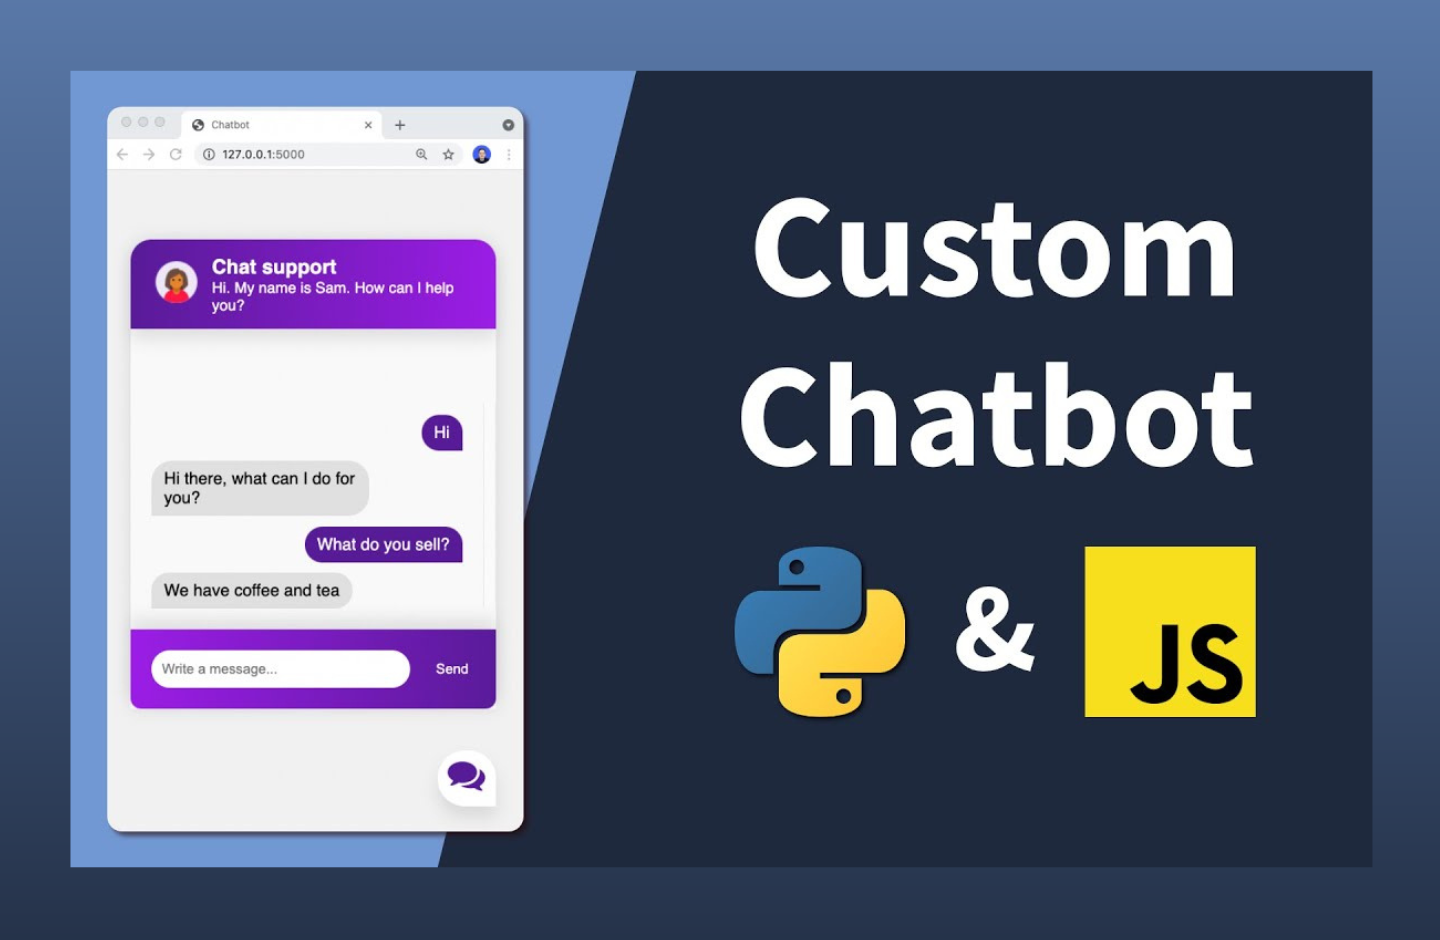 Chatbot
127.0.0.1:5000
Chat support
Hi. My name is Sam. How can I help
you?
Hi
Hi there, what can I do for
you?
What do you sell?
We have coffee and tea
Write a message...
Send
Custom
Chatbot
&
JS